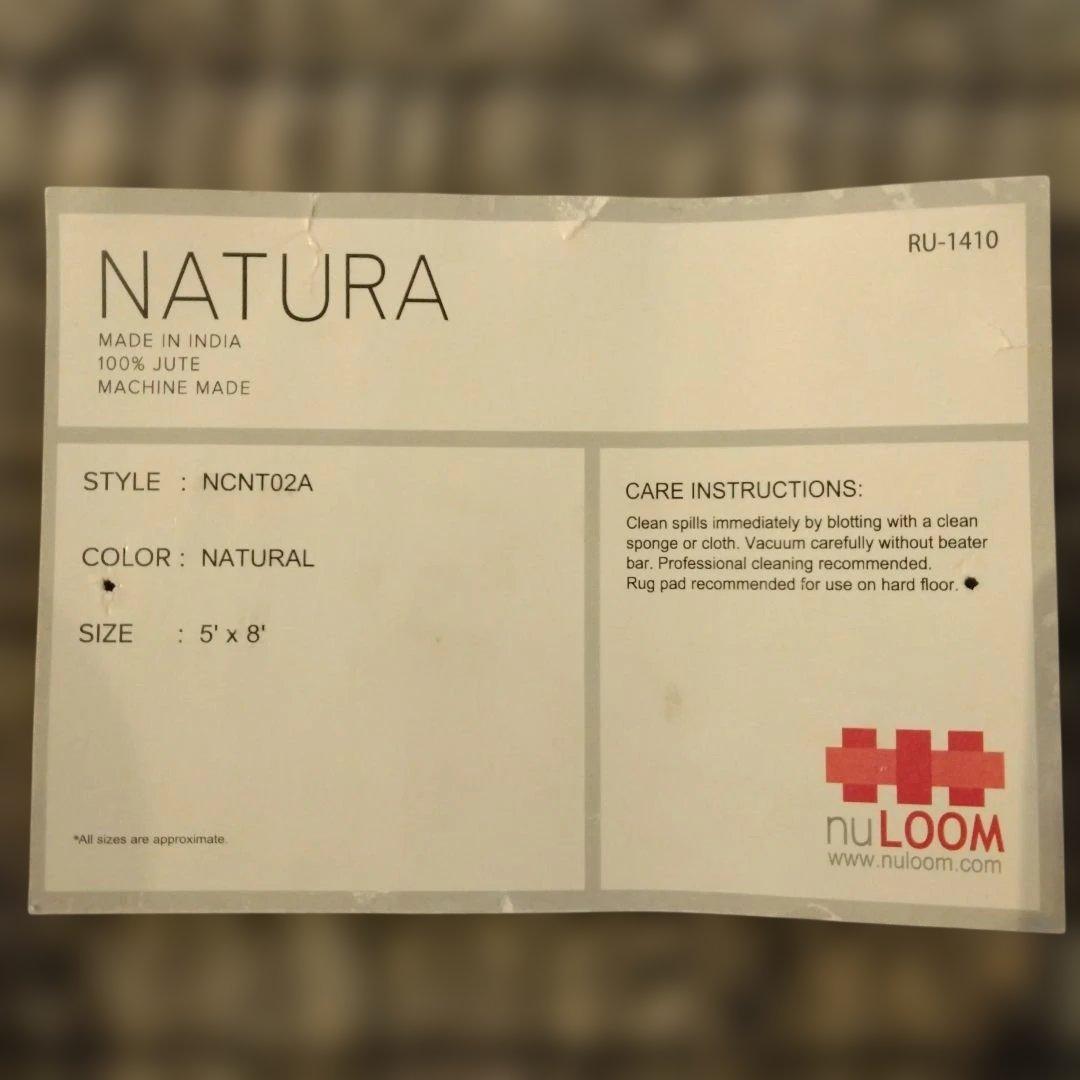 NATURA
RU-1410
MADE IN INDIA
100% JUTE
MACHINE MADE
STYLE : NCNT02A
COLOR : NATURAL
SIZE : 5' x 8'
*All sizes are approximate.
CARE INSTRUCTIONS:
Clean spills immediately by blotting with a clean
sponge or cloth. Vacuum carefully without beater
bar. Professional cleaning recommended.
Rug pad recommended for use on hard floor.
nuLOOM
www.nuloom.com